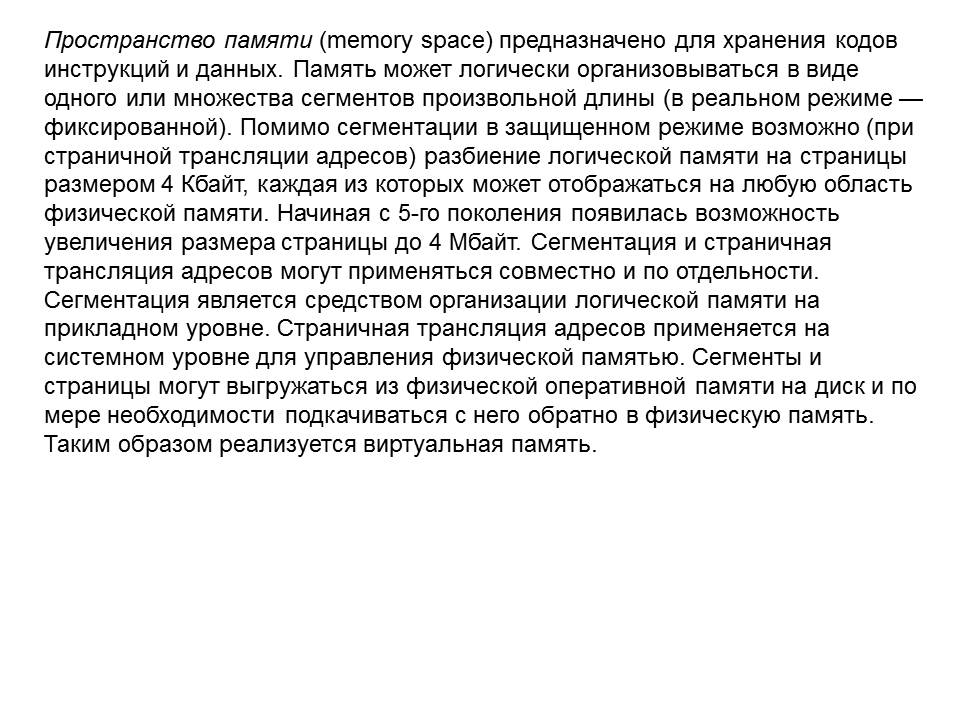 Пространство памяти (memory space) предназначено для хранения кодов
инструкций и данных. Память может логически организовываться в виде
одного или множества сегментов произвольной длины (в реальном режиме —
фиксированной). Помимо сегментации в защищенном режиме возможно (при
страничной трансляции адресов) разбиение логической памяти на страницы
размером 4 Кбайт, каждая из которых может отображаться на любую область
физической памяти. Начиная с 5-го поколения появилась возможность
увеличения размера страницы до 4 Мбайт. Сегментация и страничная
трансляция адресов могут применяться совместно и по отдельности.
Сегментация является средством организации логической памяти на
прикладном уровне. Страничная трансляция адресов применяется на
системном уровне для управления физической памятью. Сегменты и
страницы могут выгружаться из физической оперативной памяти на диск и по
мере необходимости подкачиваться с него обратно в физическую память.
Таким образом реализуется виртуальная память.